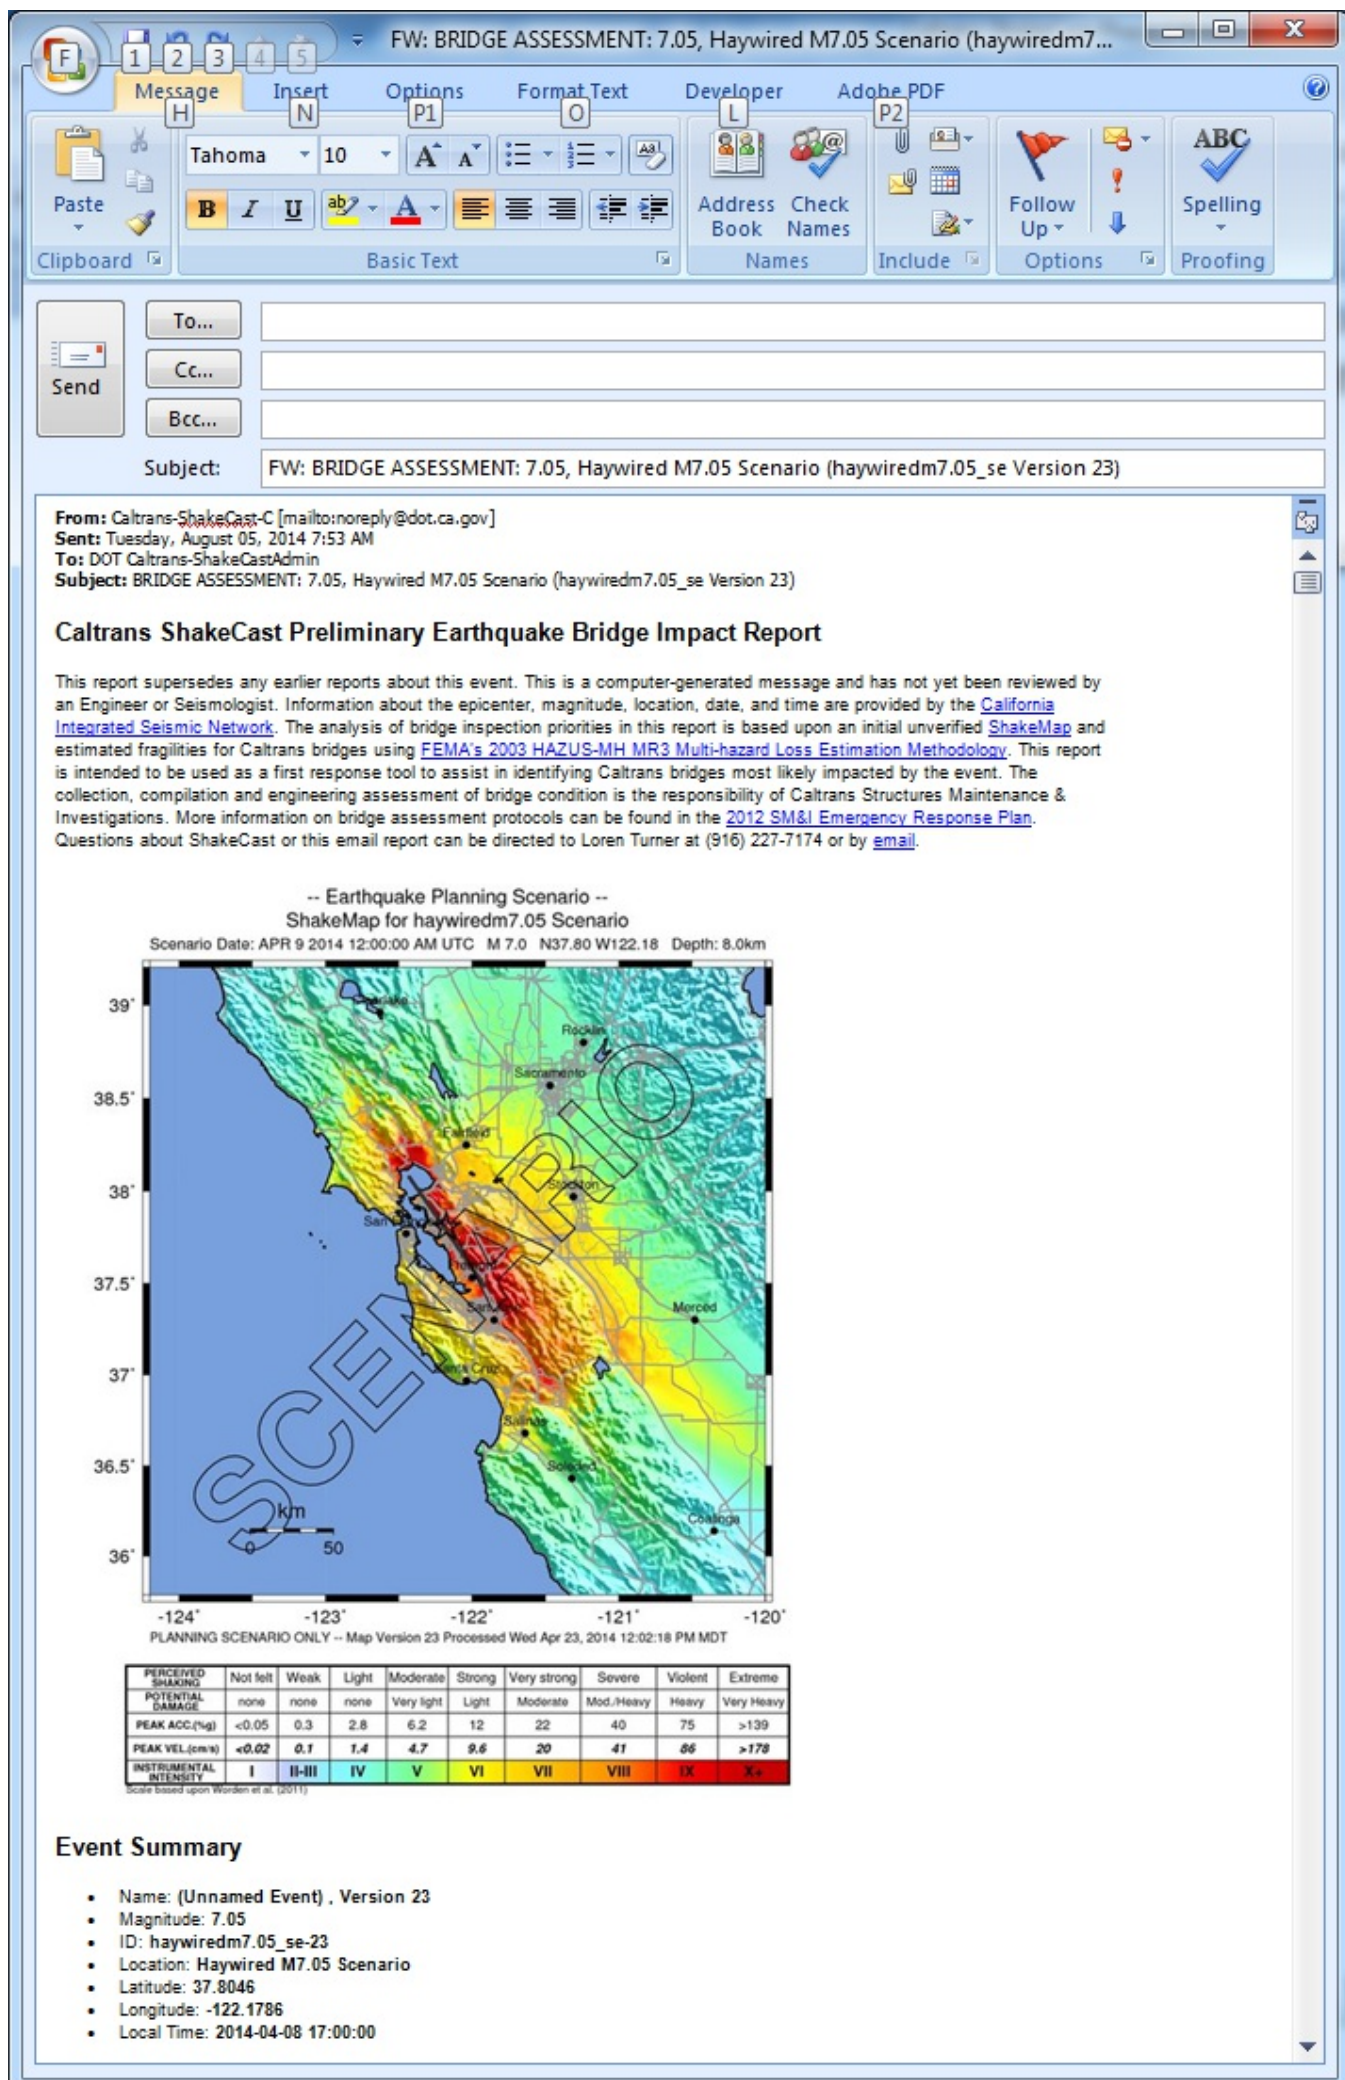 FW: BRIDGE ASSESSMENT: 7.05, Haywired M7.05 Scenario (haywiredm7...
F 1 2 3 4 5
Message Insert Options Format Text Developer Adobe PDF
H N P1 O L P2
Tahoma 10
Paste
B I U
Address Book
Check Names
Follow Up
ABC
Spelling
Clipboard Basic Text Names Include Options Proofing
Send
To...
Cc...
Bcc...
Subject: FW: BRIDGE ASSESSMENT: 7.05, Haywired M7.05 Scenario (haywiredm7.05_se Version 23)
From: Caltrans-ShakeCast-C [mailto:noreply@dot.ca.gov]
Sent: Tuesday, August 05, 2014 7:53 AM
To: DOT Caltrans-ShakeCastAdmin
Subject: BRIDGE ASSESSMENT: 7.05, Haywired M7.05 Scenario (haywiredm7.05_se Version 23)
Caltrans ShakeCast Preliminary Earthquake Bridge Impact Report
This report supersedes any earlier reports about this event. This is a computer-generated message and has not yet been reviewed by
an Engineer or Seismologist. Information about the epicenter, magnitude, location, date, and time are provided by the California
Integrated Seismic Network. The analysis of bridge inspection priorities in this report is based upon an initial unverified ShakeMap and
estimated fragilities for Caltrans bridges using FEMA's 2003 HAZUS-MH MR3 Multi-hazard Loss Estimation Methodology. This report
is intended to be used as a first response tool to assist in identifying Caltrans bridges most likely impacted by the event. The
collection, compilation and engineering assessment of bridge condition is the responsibility of Caltrans Structures Maintenance &
Investigations. More information on bridge assessment protocols can be found in the 2012 SM&I Emergency Response Plan.
Questions about ShakeCast or this email report can be directed to Loren Turner at (916) 227-7174 or by email.
-- Earthquake Planning Scenario --
ShakeMap for haywiredm7.05 Scenario
Scenario Date: APR 9 2014 12:00:00 AM UTC M 7.0 N37.80 W122.18 Depth: 8.0km
39°
Rocklin
Sacramento
38.5°
Fairfield
38°
Stockton
37.5°
Merced
37°
Santa Cruz
Salinas
36.5°
Soledad
Coalinga
SCENARIO
km
0 50
36°
-124° -123° -122° -121° -120°
PLANNING SCENARIO ONLY -- Map Version 23 Processed Wed Apr 23, 2014 12:02:18 PM MDT
PERCEIVED SHAKING Not felt Weak Light Moderate Strong Very strong Severe Violent Extreme
POTENTIAL DAMAGE none none none Very light Light Moderate Mod./Heavy Heavy Very Heavy
PEAK ACC.(%g) <0.05 0.3 2.8 6.2 12 22 40 75 >139
PEAK VEL.(cm/s) <0.02 0.1 1.4 4.7 9.6 20 41 86 >178
INSTRUMENTAL INTENSITY I II-III IV V VI VII VIII IX X+
Scale based upon Worden et al. (2011)
Event Summary
• Name: (Unnamed Event) , Version 23
• Magnitude: 7.05
• ID: haywiredm7.05_se-23
• Location: Haywired M7.05 Scenario
• Latitude: 37.8046
• Longitude: -122.1786
• Local Time: 2014-04-08 17:00:00